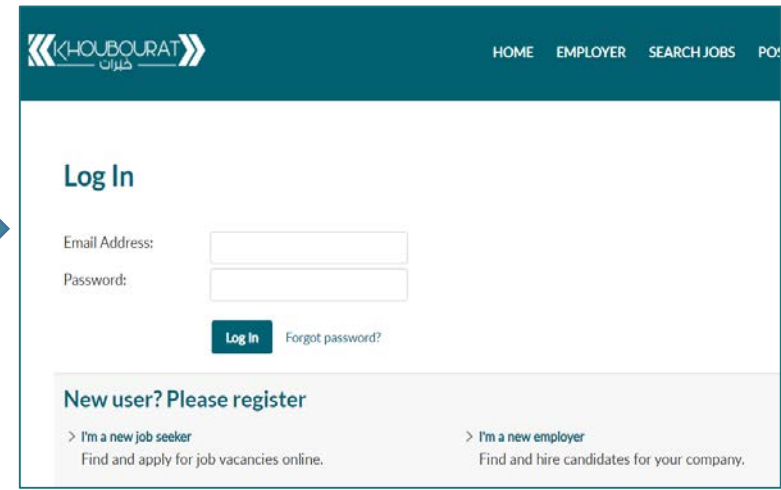 KHOUBOURAT
خبرات
HOME EMPLOYER SEARCH JOBS
Log In
Email Address:
Password:
Log In Forgot password?
New user? Please register
> I'm a new job seeker
Find and apply for job vacancies online.
> I'm a new employer
Find and hire candidates for your company.